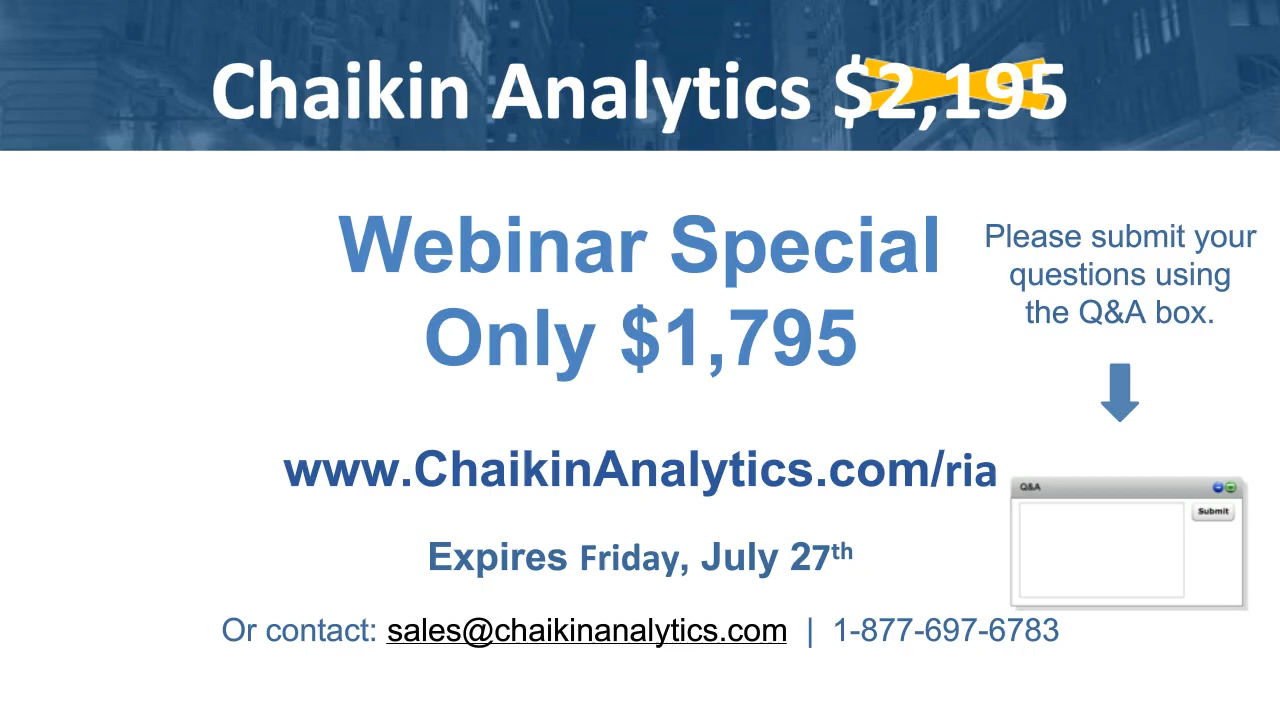 Chaikin Analytics $2,195
Webinar Special
Only $1,795
Please submit your
questions using
the Q&A box.
www.ChaikinAnalytics.com/ria
Q&A
Submit
Expires Friday, July 27th
Or contact: sales@chaikinanalytics.com | 1-877-697-6783